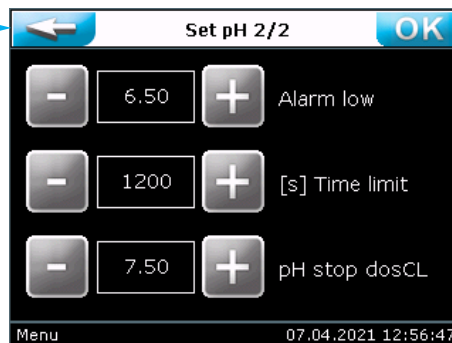 Set pH 2/2 OK
- 6.50 + Alarm low
- 1200 + [s] Time limit
- 7.50 + pH stop dosCL
Menu 07.04.2021 12:56:47